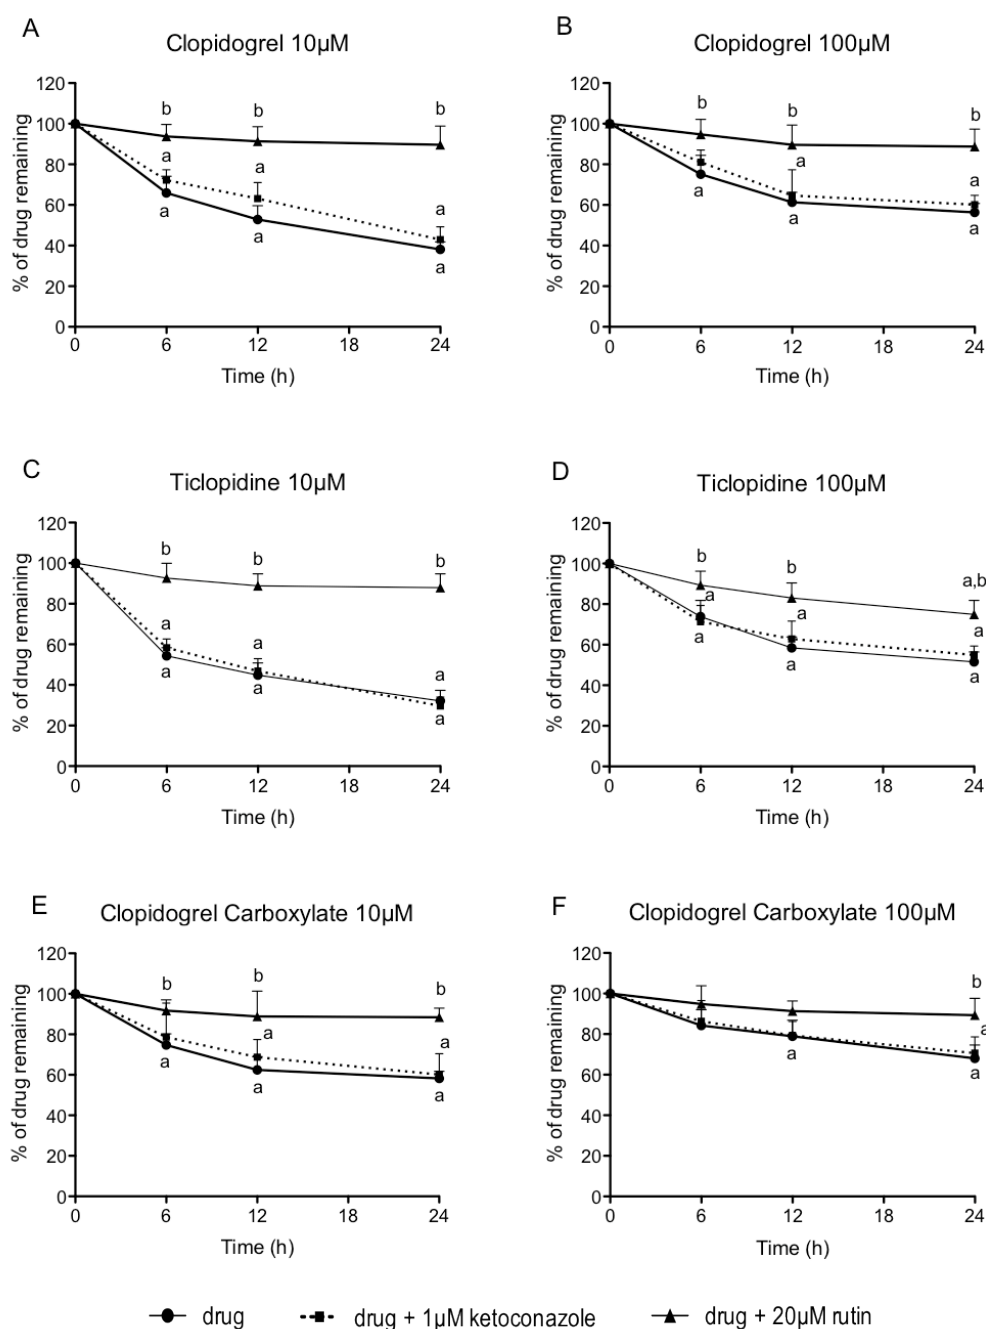 A
Clopidogrel 10µM
120
100
80
60
40
20
0
% of drug remaining
b
b
b
a
a
a
a
a
a
0
6
12
18
24
Time (h)
B
Clopidogrel 100µM
120
100
80
60
40
20
0
% of drug remaining
b
b
b
a
a
a
a
a
0
6
12
18
24
Time (h)
C
Ticlopidine 10µM
120
100
80
60
40
20
0
% of drug remaining
b
b
b
a
a
a
a
a
a
0
6
12
18
24
Time (h)
D
Ticlopidine 100µM
120
100
80
60
40
20
0
% of drug remaining
b
b
a,b
a
a
a
a
a
a
0
6
12
18
24
Time (h)
E
Clopidogrel Carboxylate 10µM
120
100
80
60
40
20
0
% of drug remaining
b
b
b
a
a
a
a
a
0
6
12
18
24
Time (h)
F
Clopidogrel Carboxylate 100µM
120
100
80
60
40
20
0
% of drug remaining
b
a
a
a
0
6
12
18
24
Time (h)
drug
drug + 1µM ketoconazole
drug + 20µM rutin